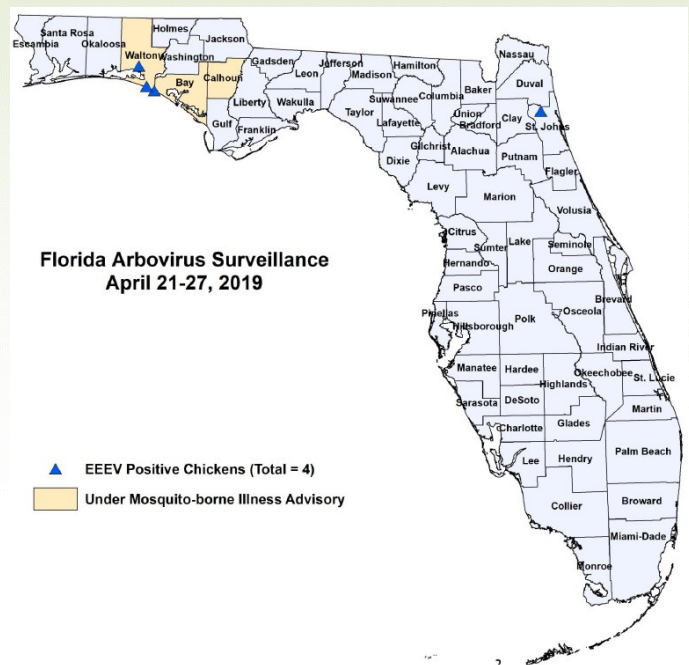 Holmes
Santa Rosa
Jackson
Escambia
Okaloosa
Walton
Washington
Gadsden
Jefferson
Hamilton
Nassau
Leon
Madison
Bay
Calhoun
Baker
Duval
Suwannee
Columbia
Liberty
Wakulla
Taylor
Union
Clay
Gulf
Lafayette
Bradford
St. Johns
Franklin
Gilchrist
Alachua
Putnam
Dixie
Flagler
Levy
Marion
Volusia
Citrus
Lake
Seminole
Sumter
Florida Arbovirus Surveillance
April 21-27, 2019
Hernando
Orange
Pasco
Brevard
Osceola
Pinellas
Polk
Hillsborough
Indian River
Manatee
Hardee
Okeechobee
St. Lucie
Highlands
Sarasota
DeSoto
Martin
Charlotte
Glades
Palm Beach
Lee
Hendry
EEEV Positive Chickens (Total = 4)
Under Mosquito-borne Illness Advisory
Broward
Collier
Miami-Dade
Monroe